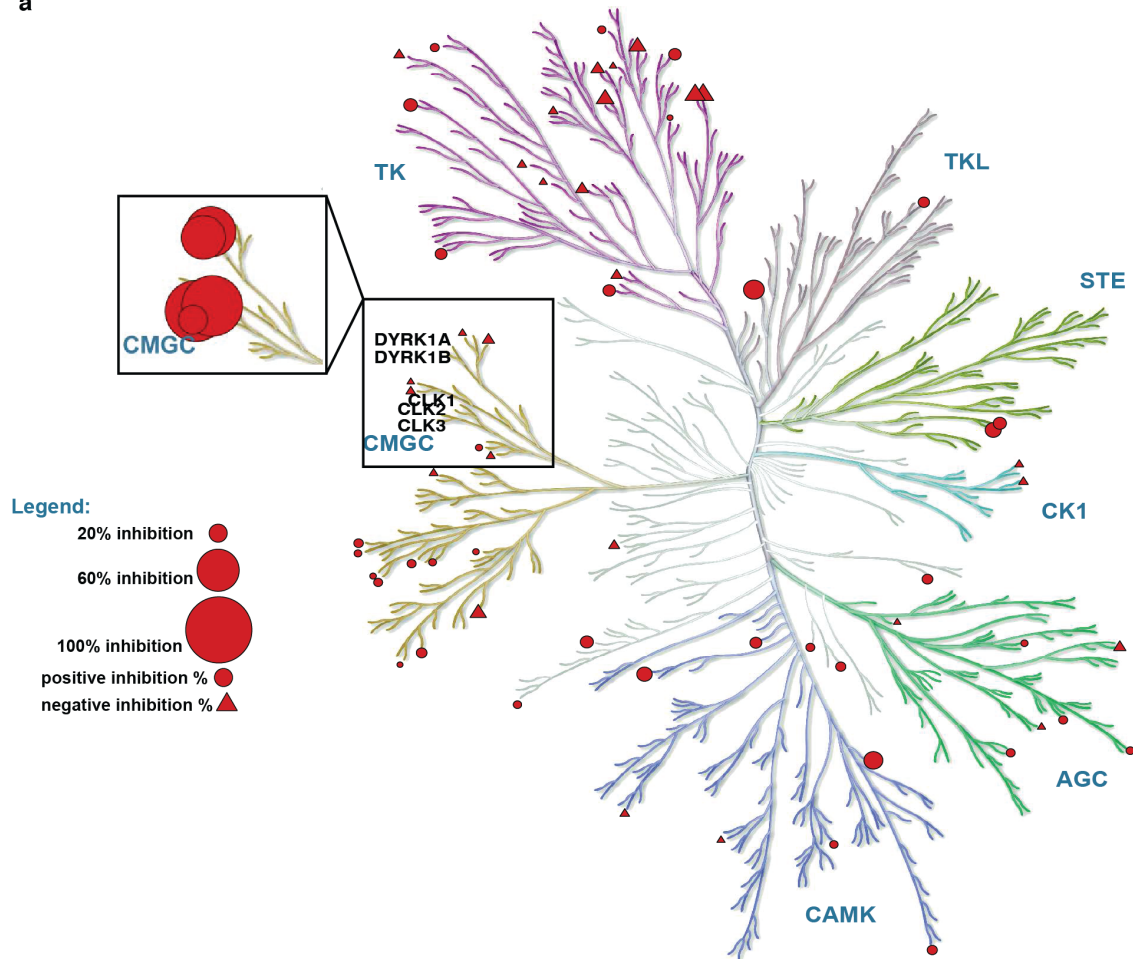 a
TK
TKL
STE
CMGC
DYRK1A
DYRK1B
CLK1
CLK2
CLK3
CMGC
CK1
Legend:
20% inhibition
60% inhibition
100% inhibition
positive inhibition %
negative inhibition %
AGC
CAMK